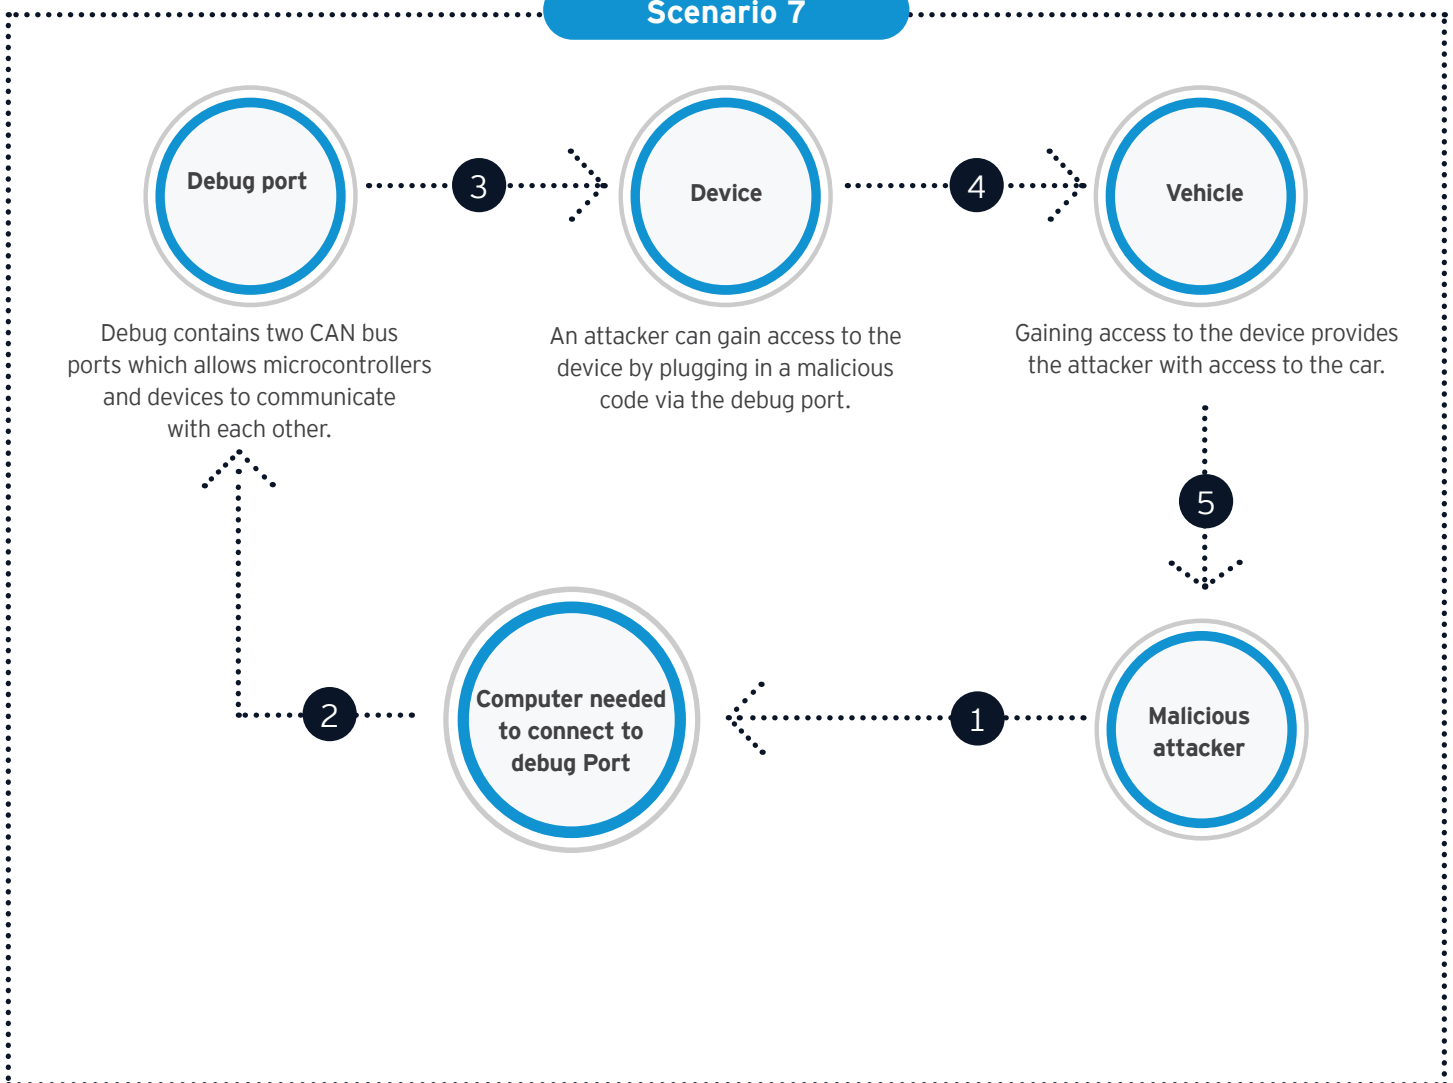 Scenario 7
Debug port
3
Device
4
Vehicle
Debug contains two CAN bus
ports which allows microcontrollers
and devices to communicate
with each other.
An attacker can gain access to the
device by plugging in a malicious
code via the debug port.
Gaining access to the device provides
the attacker with access to the car.
5
Computer needed
to connect to
debug Port
2
1
Malicious
attacker